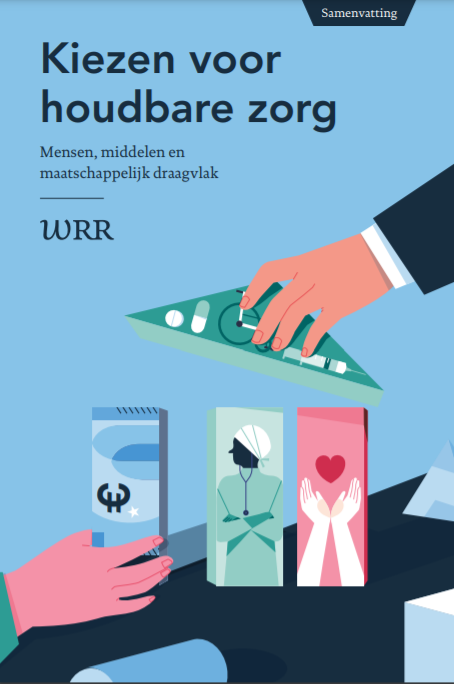 Samenvatting
Kiezen voor
houdbare zorg
Mensen, middelen en
maatschappelijk draagvlak
WRR
€